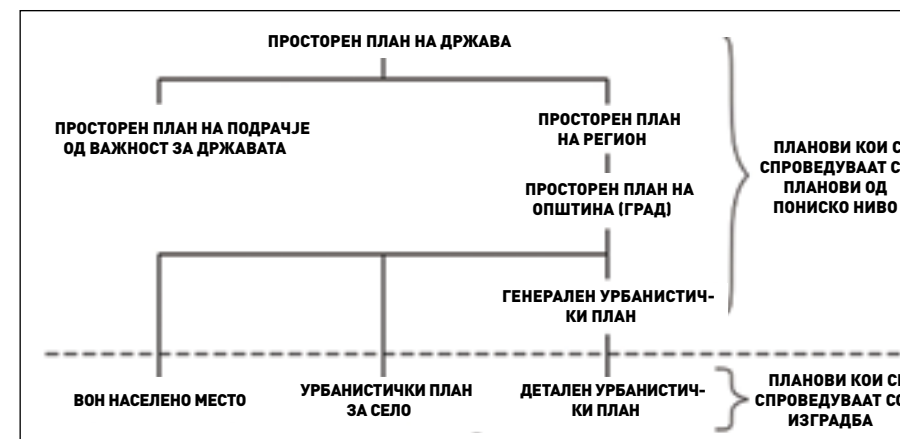 ПРОСТОРЕН ПЛАН НА ДРЖАВА
ПРОСТОРЕН ПЛАН НА ПОДРАЧЈЕ
ОД ВАЖНОСТ ЗА ДРЖАВАТА
ПРОСТОРЕН ПЛАН
НА РЕГИОН
ПРОСТОРЕН ПЛАН НА
ОПШТИНА (ГРАД)
ПЛАНОВИ КОИ С
СПРОВЕДУВААТ С
ПЛАНОВИ ОД
ПОНИСКО НИВО
ГЕНЕРАЛЕН УРБАНИСТИЧ-
КИ ПЛАН
ВОН НАСЕЛЕНО МЕСТО
УРБАНИСТИЧКИ ПЛАН
ЗА СЕЛО
ДЕТАЛЕН УРБАНИСТИЧ-
КИ ПЛАН
ПЛАНОВИ КОИ С
СПРОВЕДУВААТ СО
ИЗГРАДБА